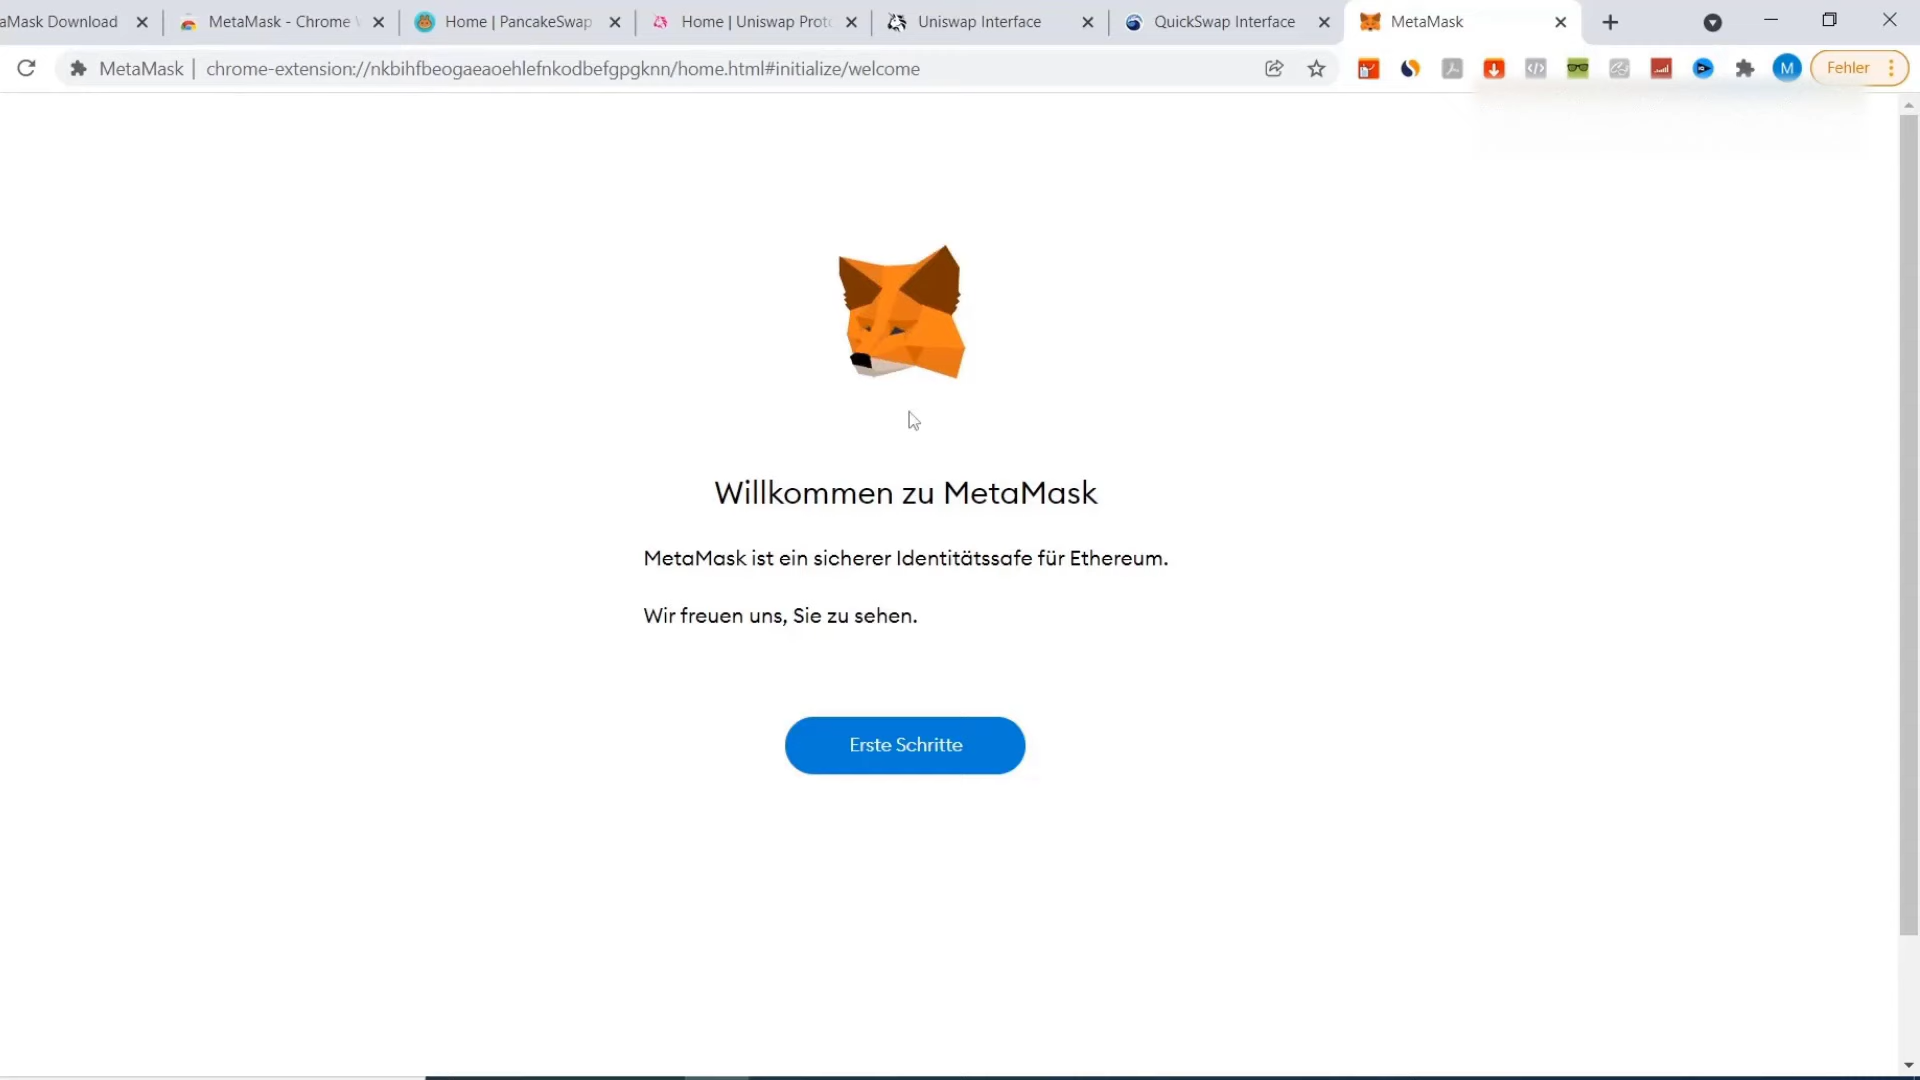 aMask Download
MetaMask - Chrome
Home | PancakeSwap
Home | Uniswap Prot
Uniswap Interface
QuickSwap Interface
MetaMask
MetaMask | chrome-extension://nkbihfbeogaeaoehlefnkodbefgpgknn/home.html#initialize/welcome
M
Fehler
Willkommen zu MetaMask
MetaMask ist ein sicherer Identitätssafe für Ethereum.
Wir freuen uns, Sie zu sehen.
Erste Schritte